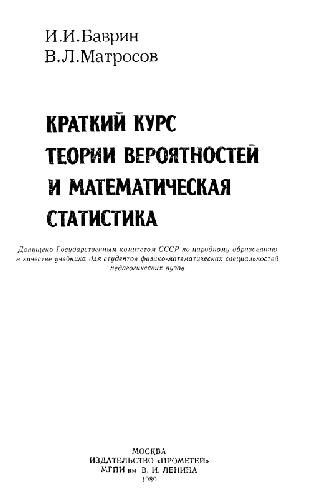 И.И.Баврин
В.Л.Матросов
КРАТКИЙ КУРС
ТЕОРИИ ВЕРОЯТНОСТЕЙ
И МАТЕМАТИЧЕСКАЯ
СТАТИСТИКА
Допущено Государственным комитетом СССР по народному образованию
в качестве учебника для студентов физико-математических специальностей
педагогических вузов
МОСКВА
ИЗДАТЕЛЬСТВО «ПРОМЕТЕЙ»
МГПИ им В. И. ЛЕНИНА
1989